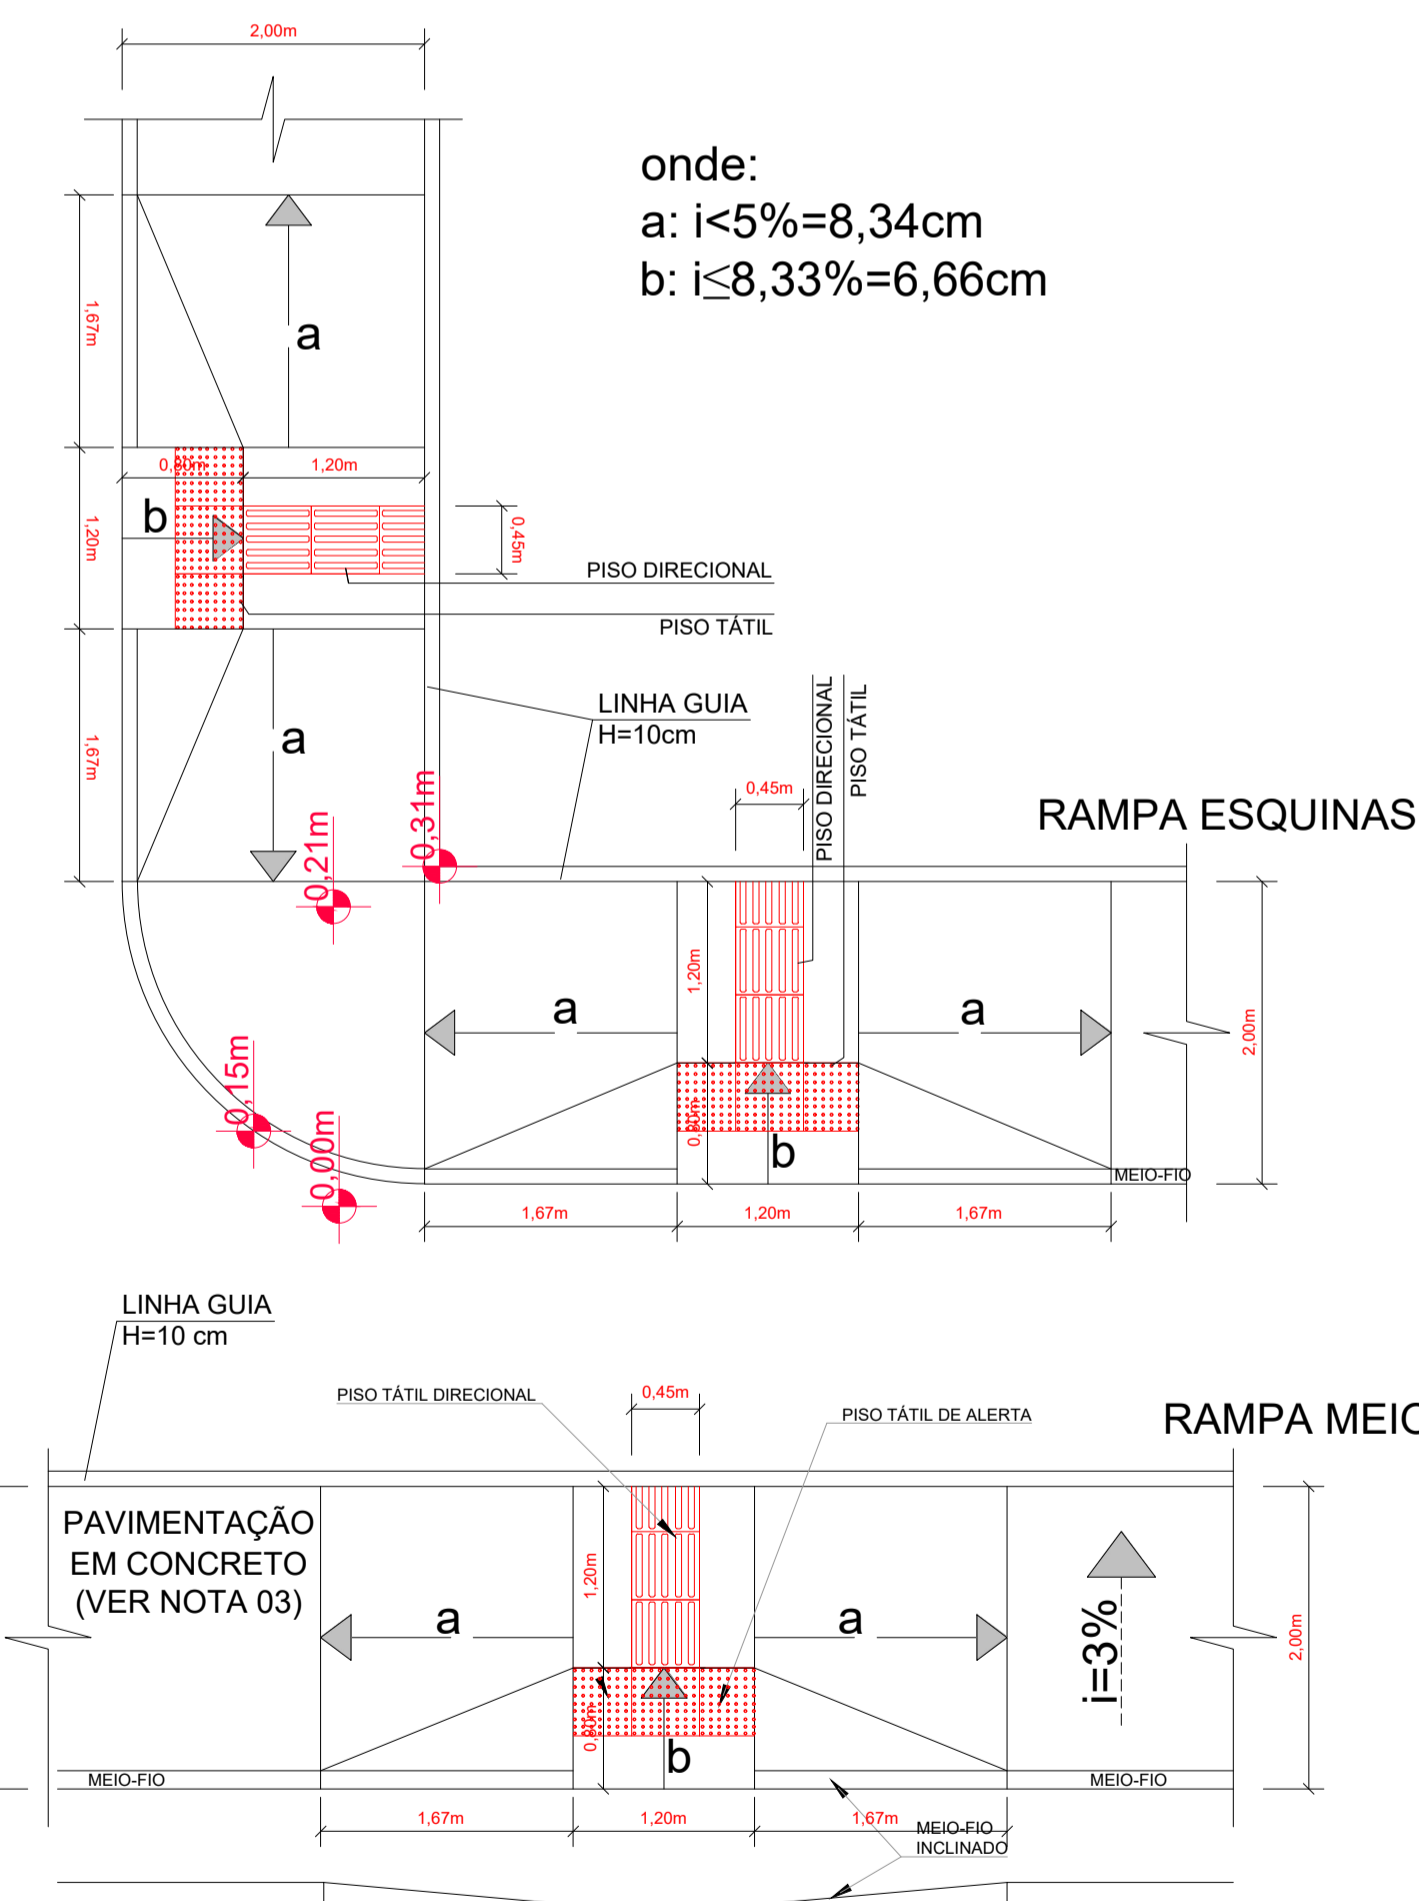 2,00m
onde:
a: i<5%=8,34cm
b: i≤8,33%=6,66cm
1,67m
a
0,80m
1,20m
b
1,20m
0,45m
PISO DIRECIONAL
PISO TÁTIL
LINHA GUIA
H=10cm
1,67m
a
PISO DIRECIONAL
PISO TÁTIL
0,45m
RAMPA ESQUINAS
0,31m
0,21m
1,20m
a
a
2,00m
0,15m
0,80m
b
0,00m
MEIO-FIO
1,67m
1,20m
1,67m
LINHA GUIA
H=10 cm
PISO TÁTIL DIRECIONAL
0,45m
PISO TÁTIL DE ALERTA
RAMPA MEIO
PAVIMENTAÇÃO
EM CONCRETO
(VER NOTA 03)
1,20m
a
a
i=3%
2,00m
0,80m
b
MEIO-FIO
MEIO-FIO
1,67m
1,20m
1,67m
MEIO-FIO
INCLINADO